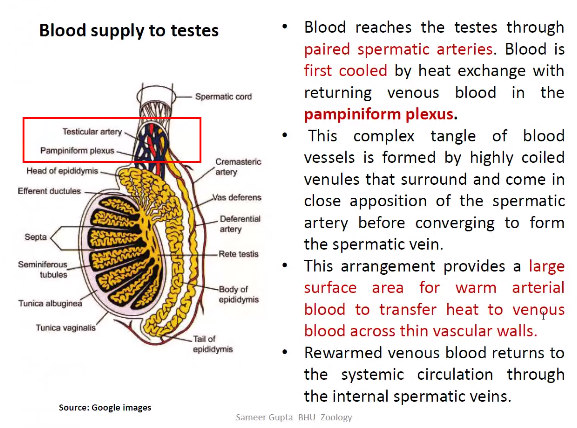 Blood supply to testes
Spermatic cord
Testicular artery
Pampiniform plexus
Head of epididymis
Cremasteric
artery
Efferent ductules
Vas deferens
Deferential
artery
Septa
Rete testis
Seminiferous
tubules
Body of
epididymis
Tunica albuginea
Tunica vaginalis
Tail of
epididymis
Source: Google images
• Blood reaches the testes through
paired spermatic arteries. Blood is
first cooled by heat exchange with
returning venous blood in the
pampiniform plexus.
• This complex tangle of blood
vessels is formed by highly coiled
venules that surround and come in
close apposition of the spermatic
artery before converging to form
the spermatic vein.
• This arrangement provides a large
surface area for warm arterial
blood to transfer heat to venous
blood across thin vascular walls.
• Rewarmed venous blood returns to
the systemic circulation through
the internal spermatic veins.
Sameer Gupta BHU Zoology